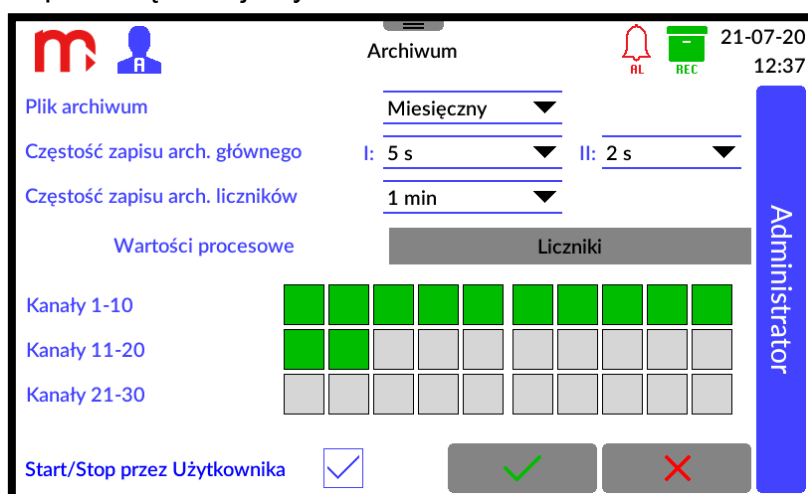 Archiwum
21-07-20
12:37
A
AL
REC
Plik archiwum
Miesięczny
Częstość zapisu arch. głównego
I: 5 s
II: 2 s
Częstość zapisu arch. liczników
1 min
Wartości procesowe
Liczniki
Kanały 1-10
Kanały 11-20
Kanały 21-30
Start/Stop przez Użytkownika
Administrator